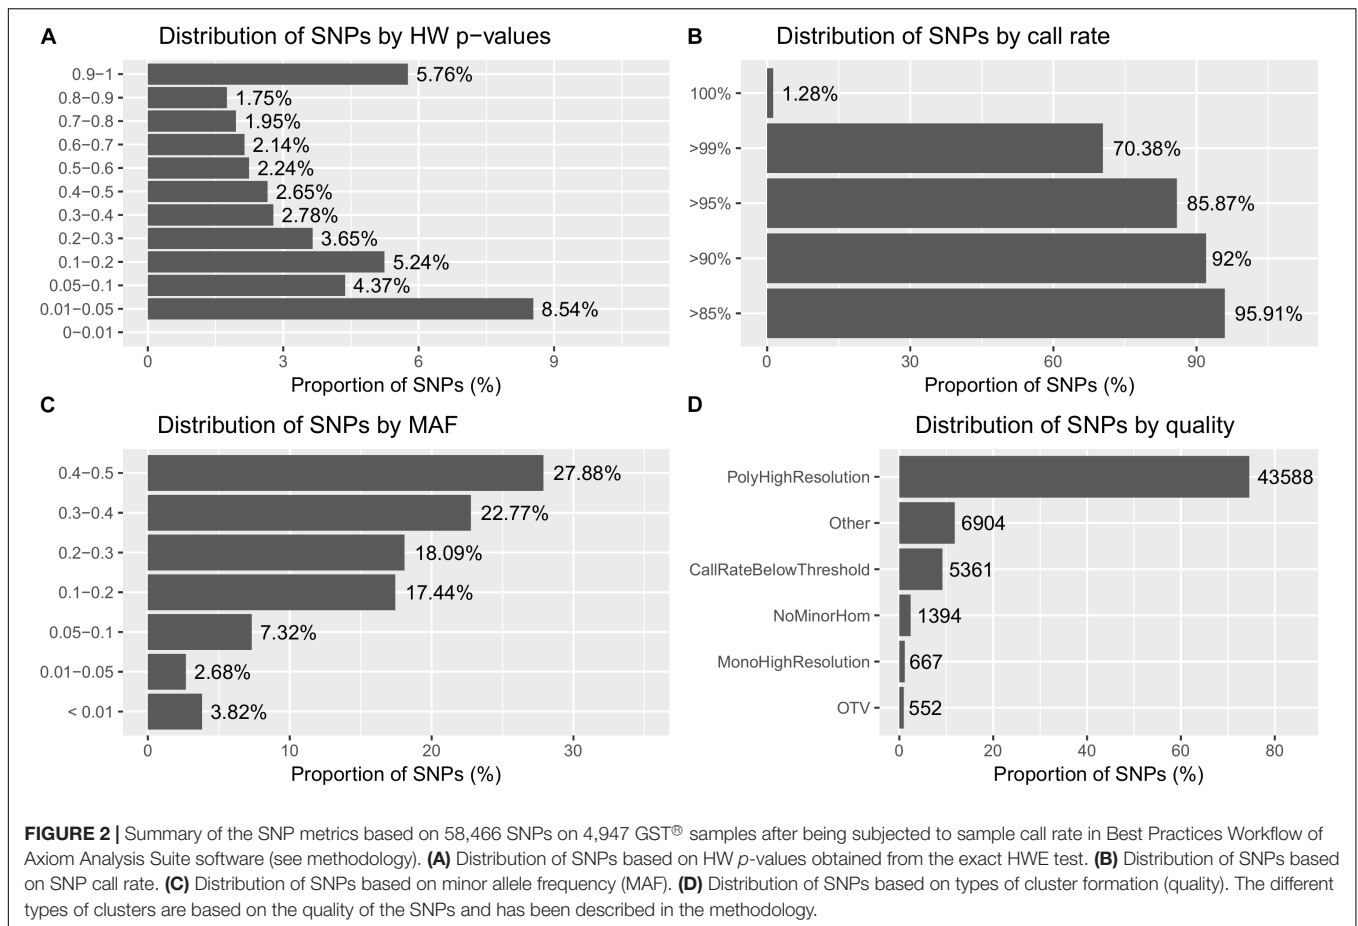 A
Distribution of SNPs by HW p−values
0.9−1
5.76%
0.8−0.9
1.75%
0.7−0.8
1.95%
0.6−0.7
2.14%
0.5−0.6
2.24%
0.4−0.5
2.65%
0.3−0.4
2.78%
0.2−0.3
3.65%
0.1−0.2
5.24%
0.05−0.1
4.37%
0.01−0.05
8.54%
0−0.01
0 3 6 9
Proportion of SNPs (%)
B
Distribution of SNPs by call rate
100%
1.28%
>99%
70.38%
>95%
85.87%
>90%
92%
>85%
95.91%
0 30 60 90
Proportion of SNPs (%)
C
Distribution of SNPs by MAF
0.4−0.5
27.88%
0.3−0.4
22.77%
0.2−0.3
18.09%
0.1−0.2
17.44%
0.05−0.1
7.32%
0.01−0.05
2.68%
< 0.01
3.82%
0 10 20 30
Proportion of SNPs (%)
D
Distribution of SNPs by quality
PolyHighResolution
43588
Other
6904
CallRateBelowThreshold
5361
NoMinorHom
1394
MonoHighResolution
667
OTV
552
0 20 40 60 80
Proportion of SNPs (%)
FIGURE 2 | Summary of the SNP metrics based on 58,466 SNPs on 4,947 GST® samples after being subjected to sample call rate in Best Practices Workflow of
Axiom Analysis Suite software (see methodology). (A) Distribution of SNPs based on HW p-values obtained from the exact HWE test. (B) Distribution of SNPs based
on SNP call rate. (C) Distribution of SNPs based on minor allele frequency (MAF). (D) Distribution of SNPs based on types of cluster formation (quality). The different
types of clusters are based on the quality of the SNPs and has been described in the methodology.